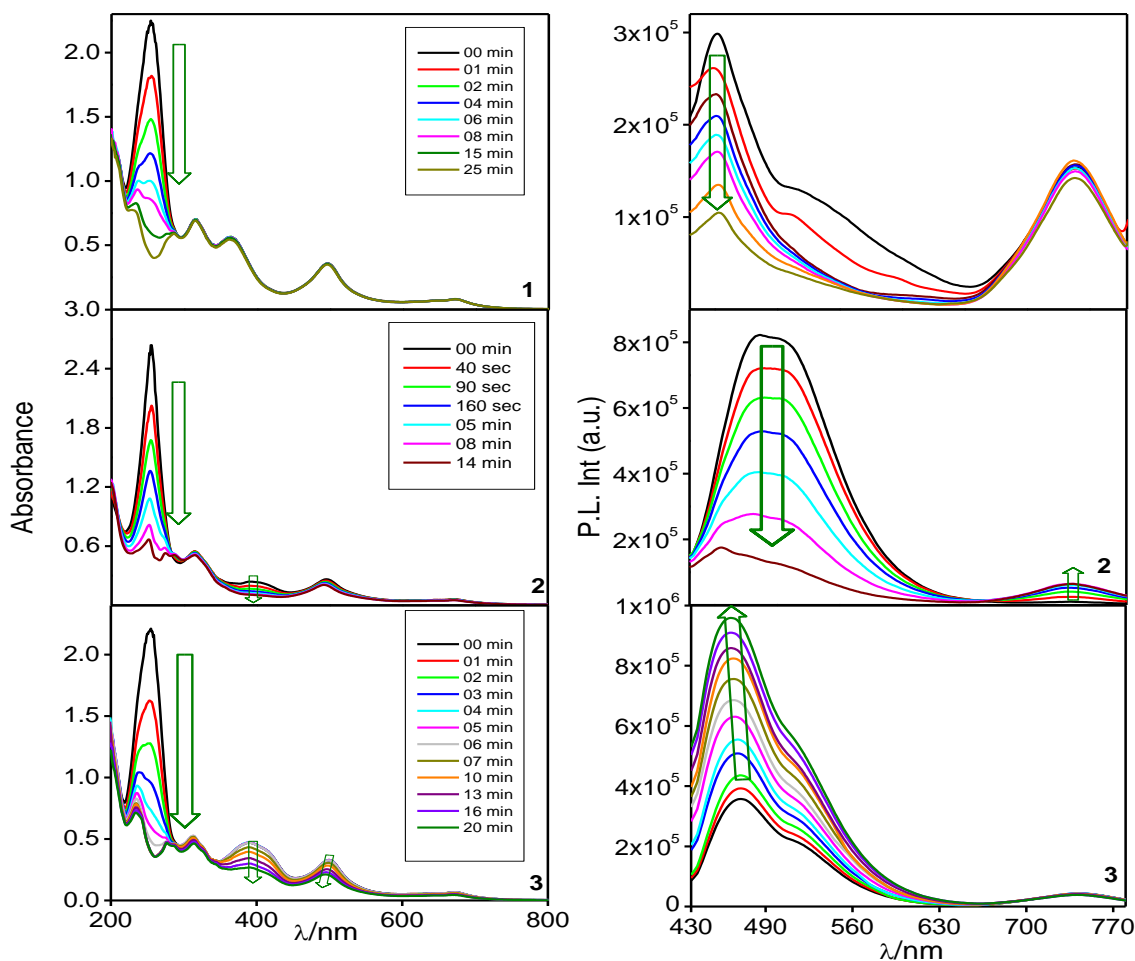 Absorbance
2.0
1.5
1.0
0.5
3.0
00 min
01 min
02 min
04 min
06 min
08 min
15 min
25 min
1
2.4
1.8
1.2
0.6
00 min
40 sec
90 sec
160 sec
05 min
08 min
14 min
2
2.0
1.5
1.0
0.5
0.0
00 min
01 min
02 min
03 min
04 min
05 min
06 min
07 min
10 min
13 min
16 min
20 min
3
200 400 600 800
λ/nm
P.L. Int (a.u.)
3x10⁵
2x10⁵
1x10⁵
8x10⁵
6x10⁵
4x10⁵
2x10⁵
2
1x10⁶
8x10⁵
6x10⁵
4x10⁵
2x10⁵
0
3
430 490 560 630 700 770
λ/nm